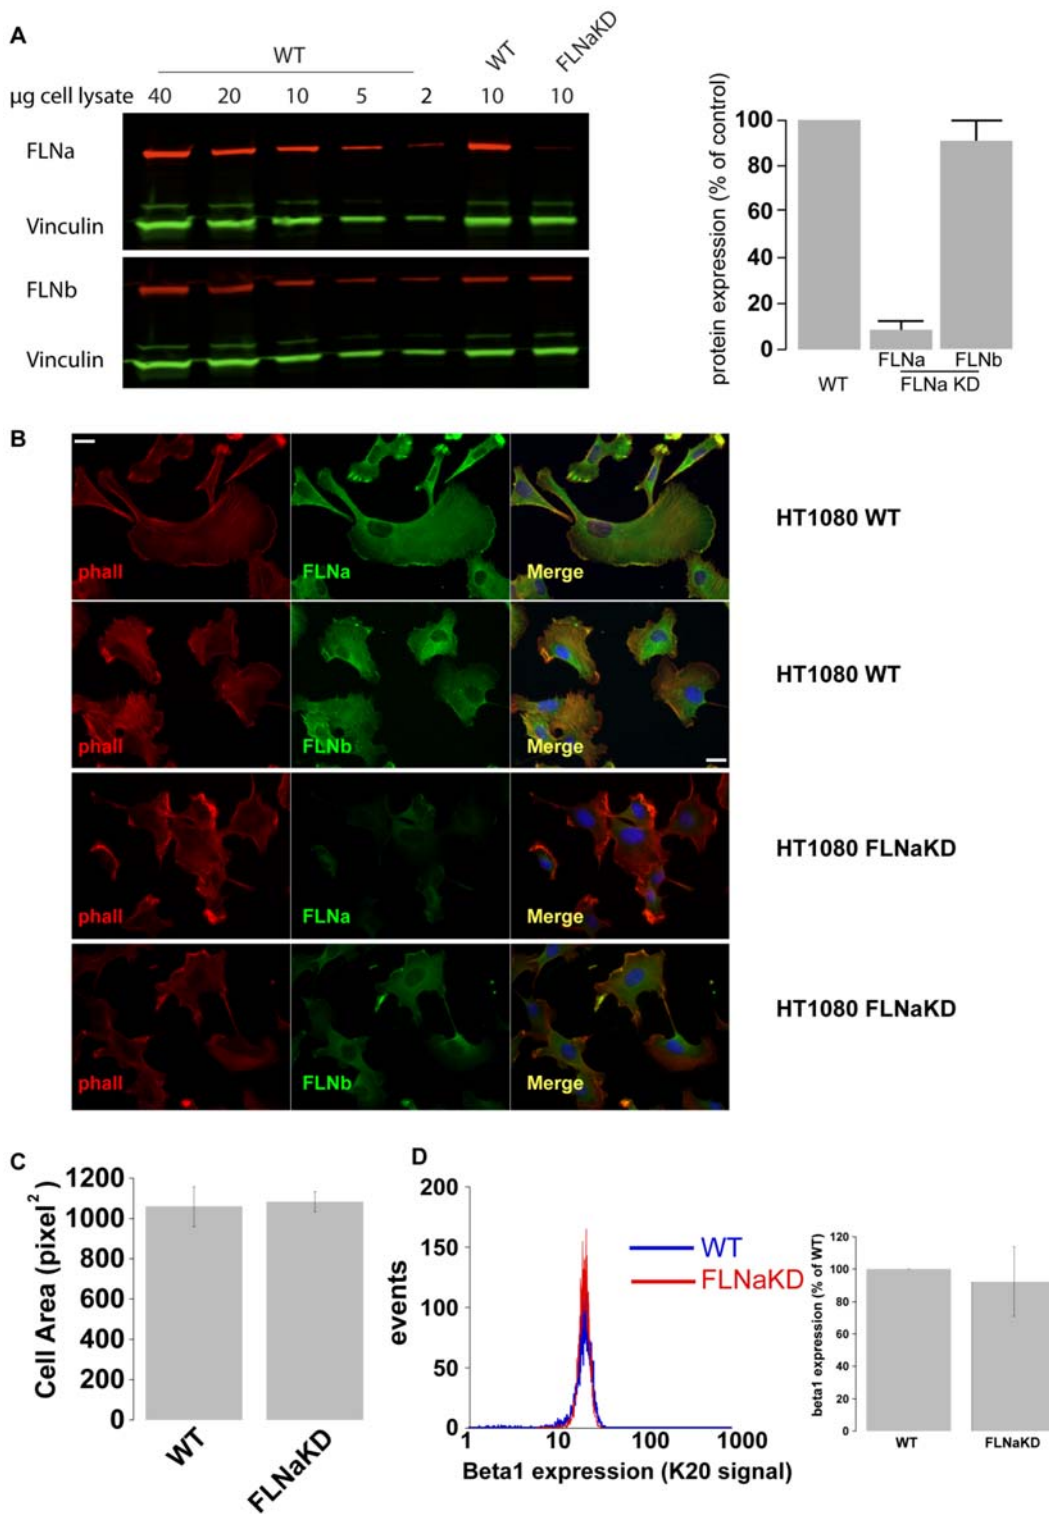 A
WT
WT
FLNaKD
µg cell lysate 40 20 10 5 2 10 10
FLNa
Vinculin
FLNb
Vinculin
protein expression (% of control)
100
80
60
40
20
0
FLNa FLNb
WT FLNa KD
B
phall FLNa Merge
HT1080 WT
phall FLNb Merge
HT1080 WT
phall FLNa Merge
HT1080 FLNaKD
phall FLNb Merge
HT1080 FLNaKD
C
Cell Area (pixel²)
1200
1000
800
600
400
200
0
WT
FLNaKD
D
events
200
150
100
50
0
WT
FLNaKD
1 10 100 1000
Beta1 expression (K20 signal)
beta1 expression (% of WT)
120
100
80
60
40
20
0
WT FLNaKD